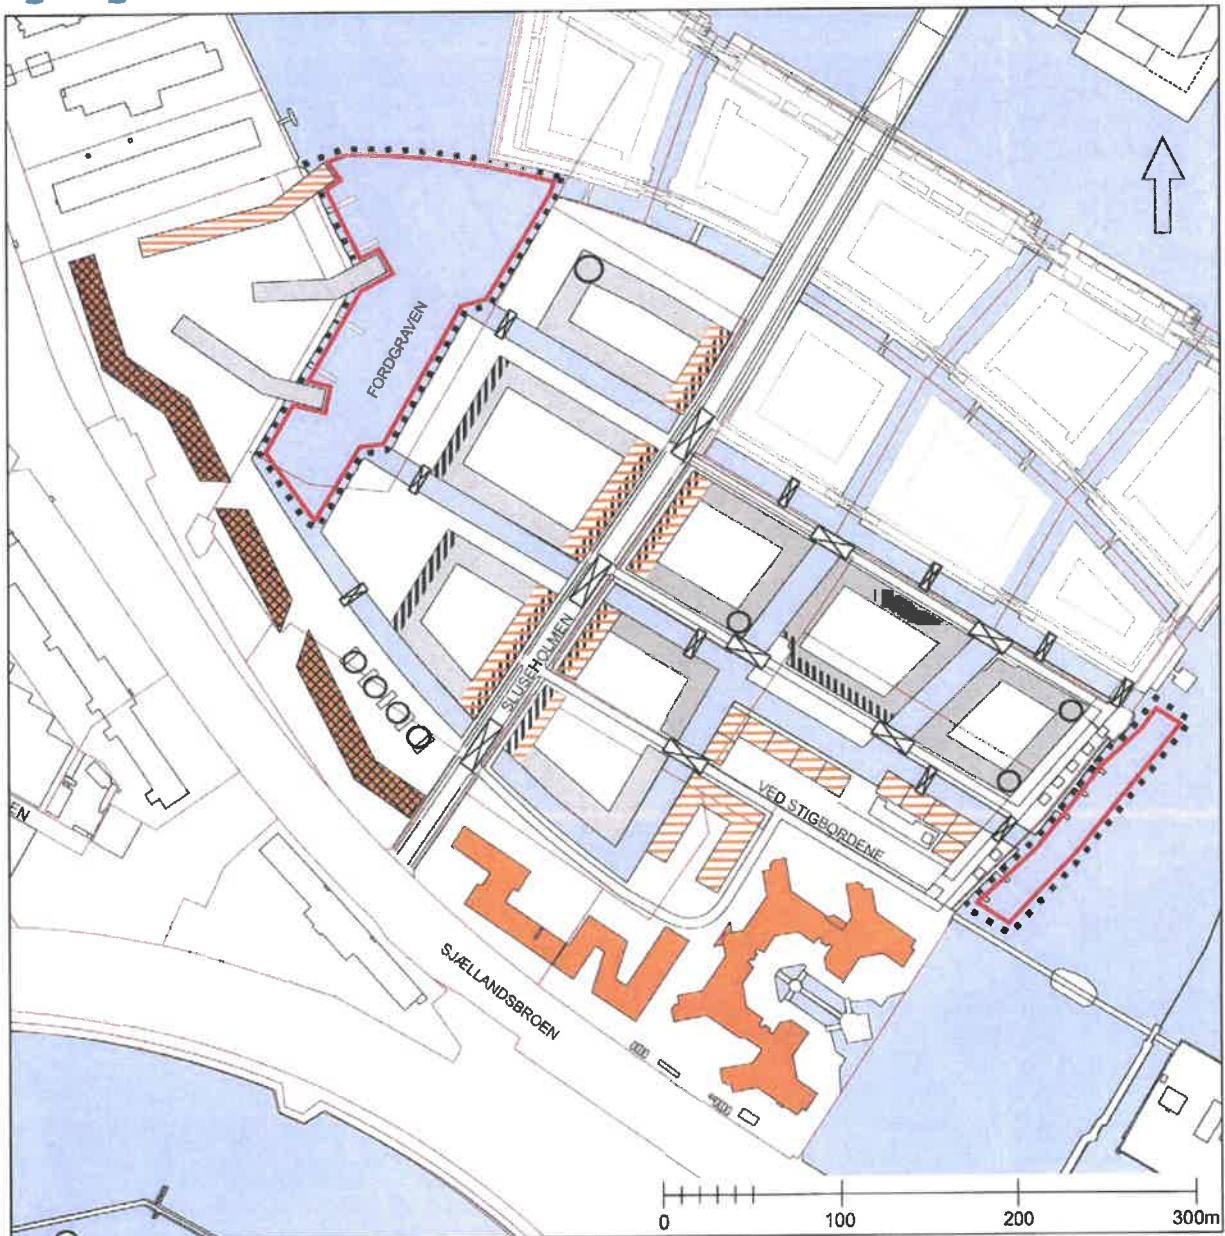 FORDGRAVEN
SLUSEHOLMEN
VED STIGBORDENE
EN
SJÆLLANDSBROEN
0 100 200 300m